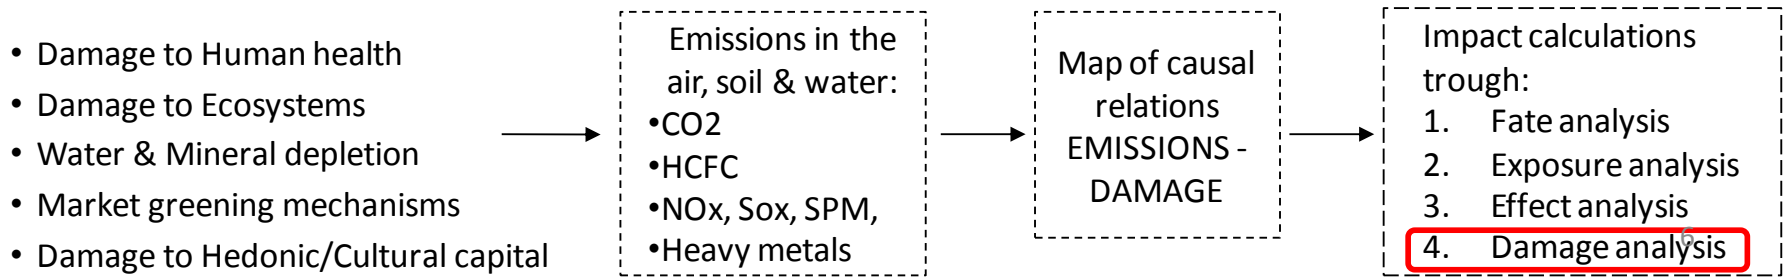 • Damage to Human health
• Damage to Ecosystems
• Water & Mineral depletion
• Market greening mechanisms
• Damage to Hedonic/Cultural capital
Emissions in the
air, soil & water:
•CO2
•HCFC
•NOx, Sox, SPM,
•Heavy metals
Map of causal
relations
EMISSIONS -
DAMAGE
Impact calculations
trough:
1. Fate analysis
2. Exposure analysis
3. Effect analysis
4. Damage analysis
6